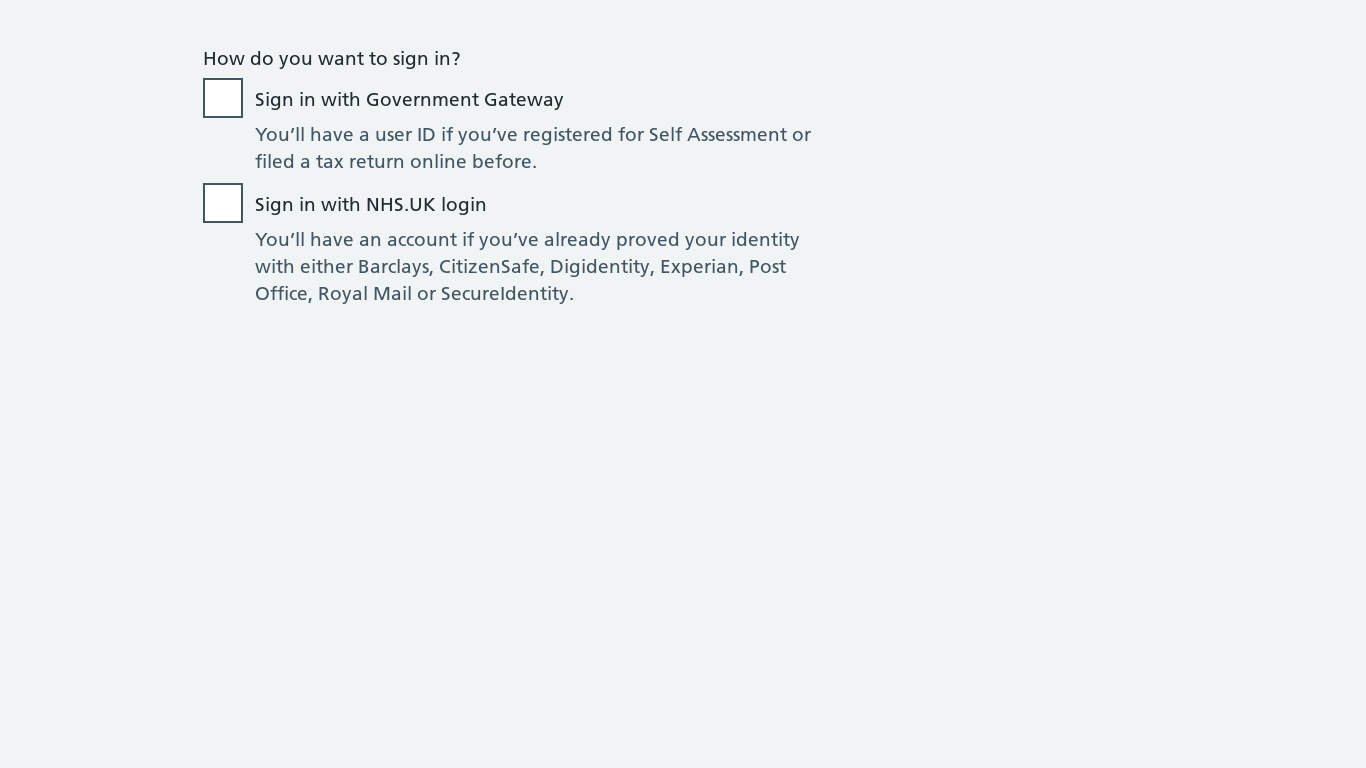 How do you want to sign in?
Sign in with Government Gateway
You’ll have a user ID if you’ve registered for Self Assessment or
filed a tax return online before.
Sign in with NHS.UK login
You’ll have an account if you’ve already proved your identity
with either Barclays, CitizenSafe, Digidentity, Experian, Post
Office, Royal Mail or SecureIdentity.